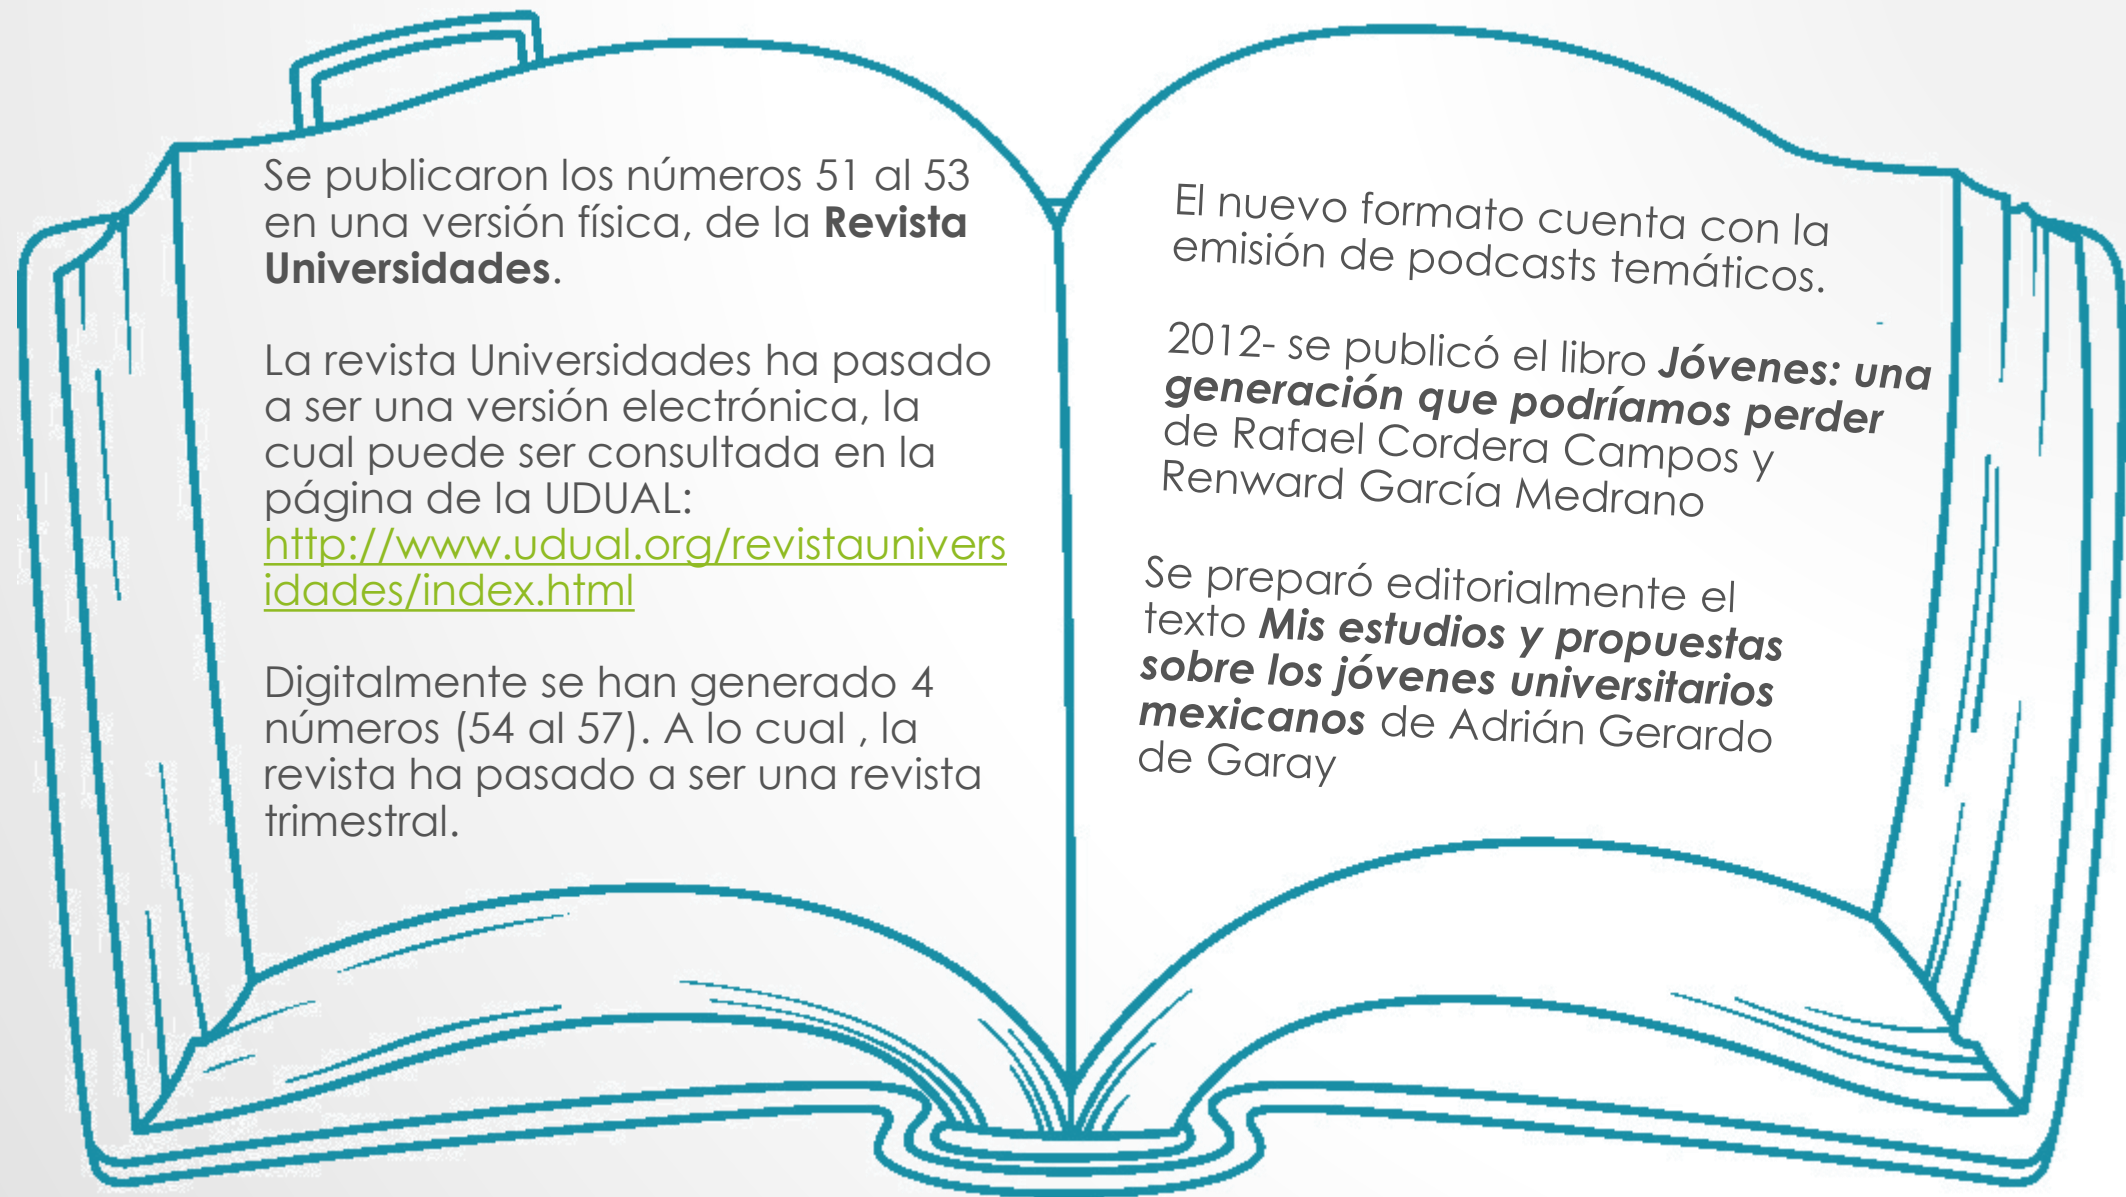 Se publicaron los números 51 al 53
en una versión física, de la Revista
Universidades.
La revista Universidades ha pasado
a ser una versión electrónica, la
cual puede ser consultada en la
página de la UDUAL:
http://www.udual.org/revistaunivers
idades/index.html
Digitalmente se han generado 4
números (54 al 57). A lo cual , la
revista ha pasado a ser una revista
trimestral.
El nuevo formato cuenta con la
emisión de podcasts temáticos.
2012- se publicó el libro Jóvenes: una
generación que podríamos perder
de Rafael Cordera Campos y
Renward García Medrano
Se preparó editorialmente el
texto Mis estudios y propuestas
sobre los jóvenes universitarios
mexicanos de Adrián Gerardo
de Garay